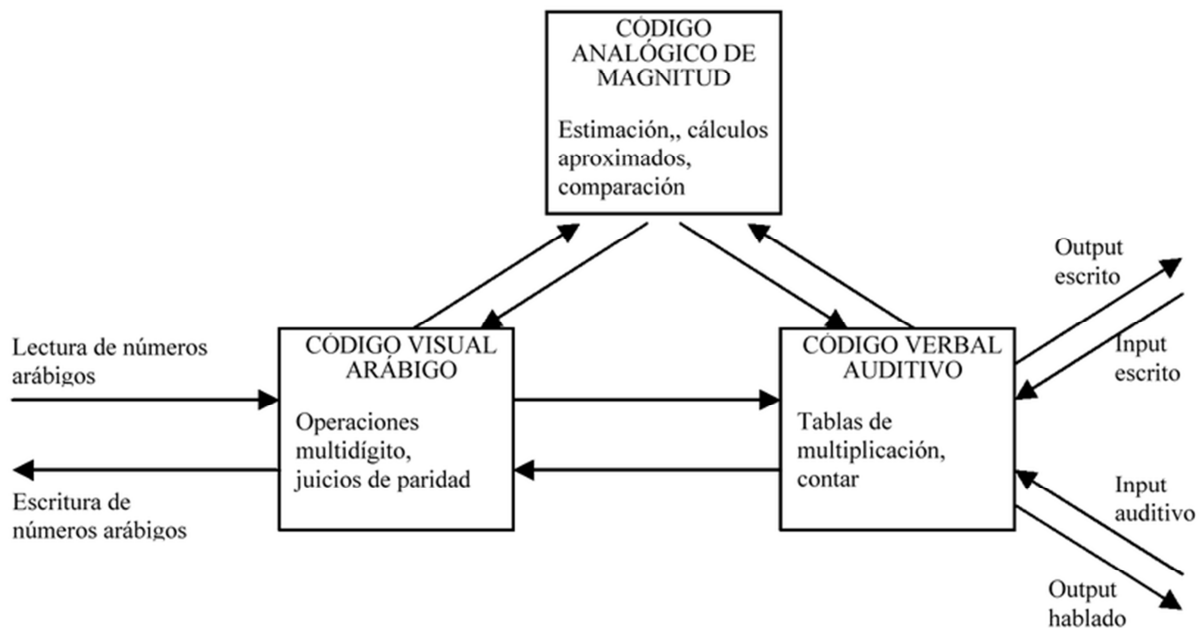 CÓDIGO
ANALÓGICO DE
MAGNITUD
Estimación,, cálculos
aproximados,
comparación
Output
escrito
Input
escrito
Lectura de números
arábigos
CÓDIGO VISUAL
ARÁBIGO
Operaciones
multidígito,
juicios de paridad
CÓDIGO VERBAL
AUDITIVO
Tablas de
multiplicación,
contar
Escritura de
números arábigos
Input
auditivo
Output
hablado